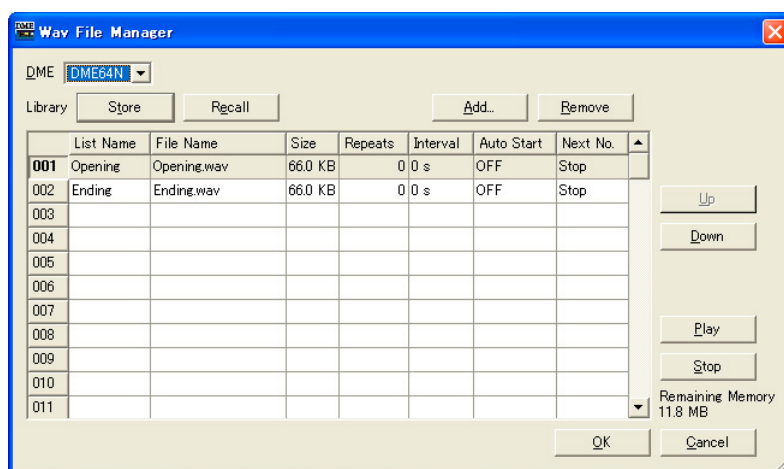 DME Wav File Manager
DME DME64N
Library Store Recall Add... Remove
List Name File Name Size Repeats Interval Auto Start Next No.
001 Opening Opening.wav 66.0 KB 0 0 s OFF Stop
002 Ending Ending.wav 66.0 KB 0 0 s OFF Stop
Up
003
004 Down
005
006
007
008 Play
009 Stop
010
Remaining Memory
011 11.8 MB
OK Cancel